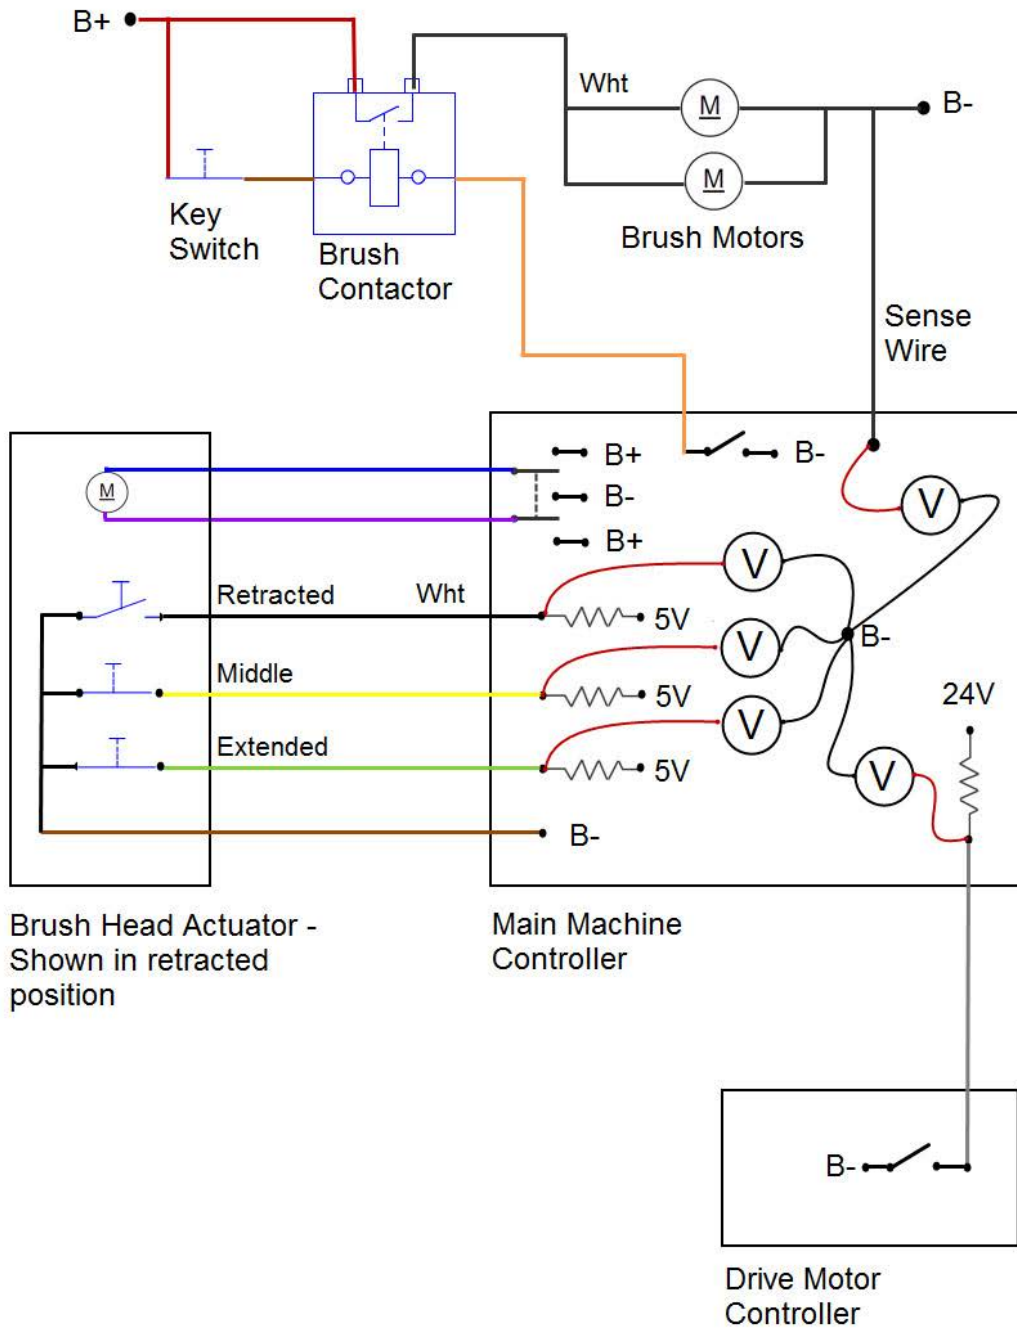 B+
Wht
M
B-
M
Key
Switch
Brush
Contactor
Brush Motors
Sense
Wire
B+
B-
M
B-
V
B+
V
Retracted
Wht
5V
V
B-
Middle
5V
24V
V
Extended
5V
V
B-
Brush Head Actuator -
Shown in retracted
position
Main Machine
Controller
B-
Drive Motor
Controller